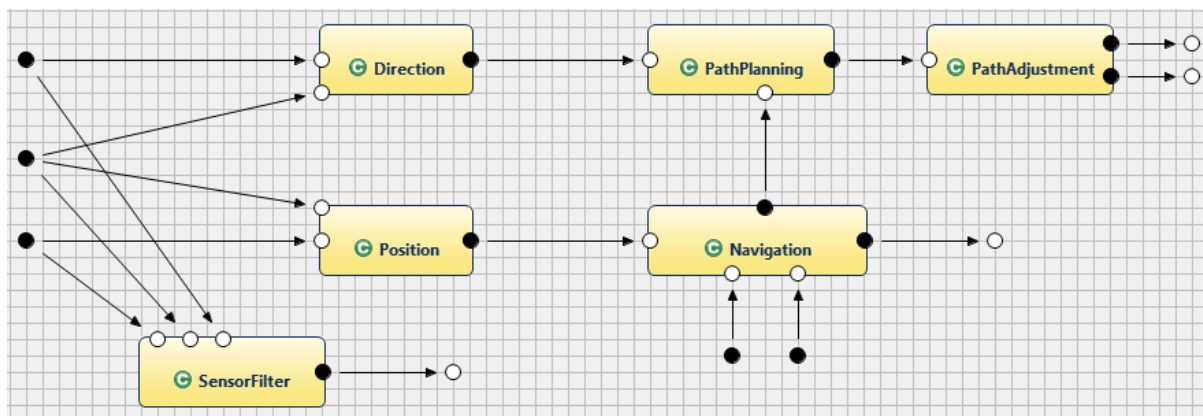 C Direction
C PathPlanning
C PathAdjustment
C Position
C Navigation
C SensorFilter